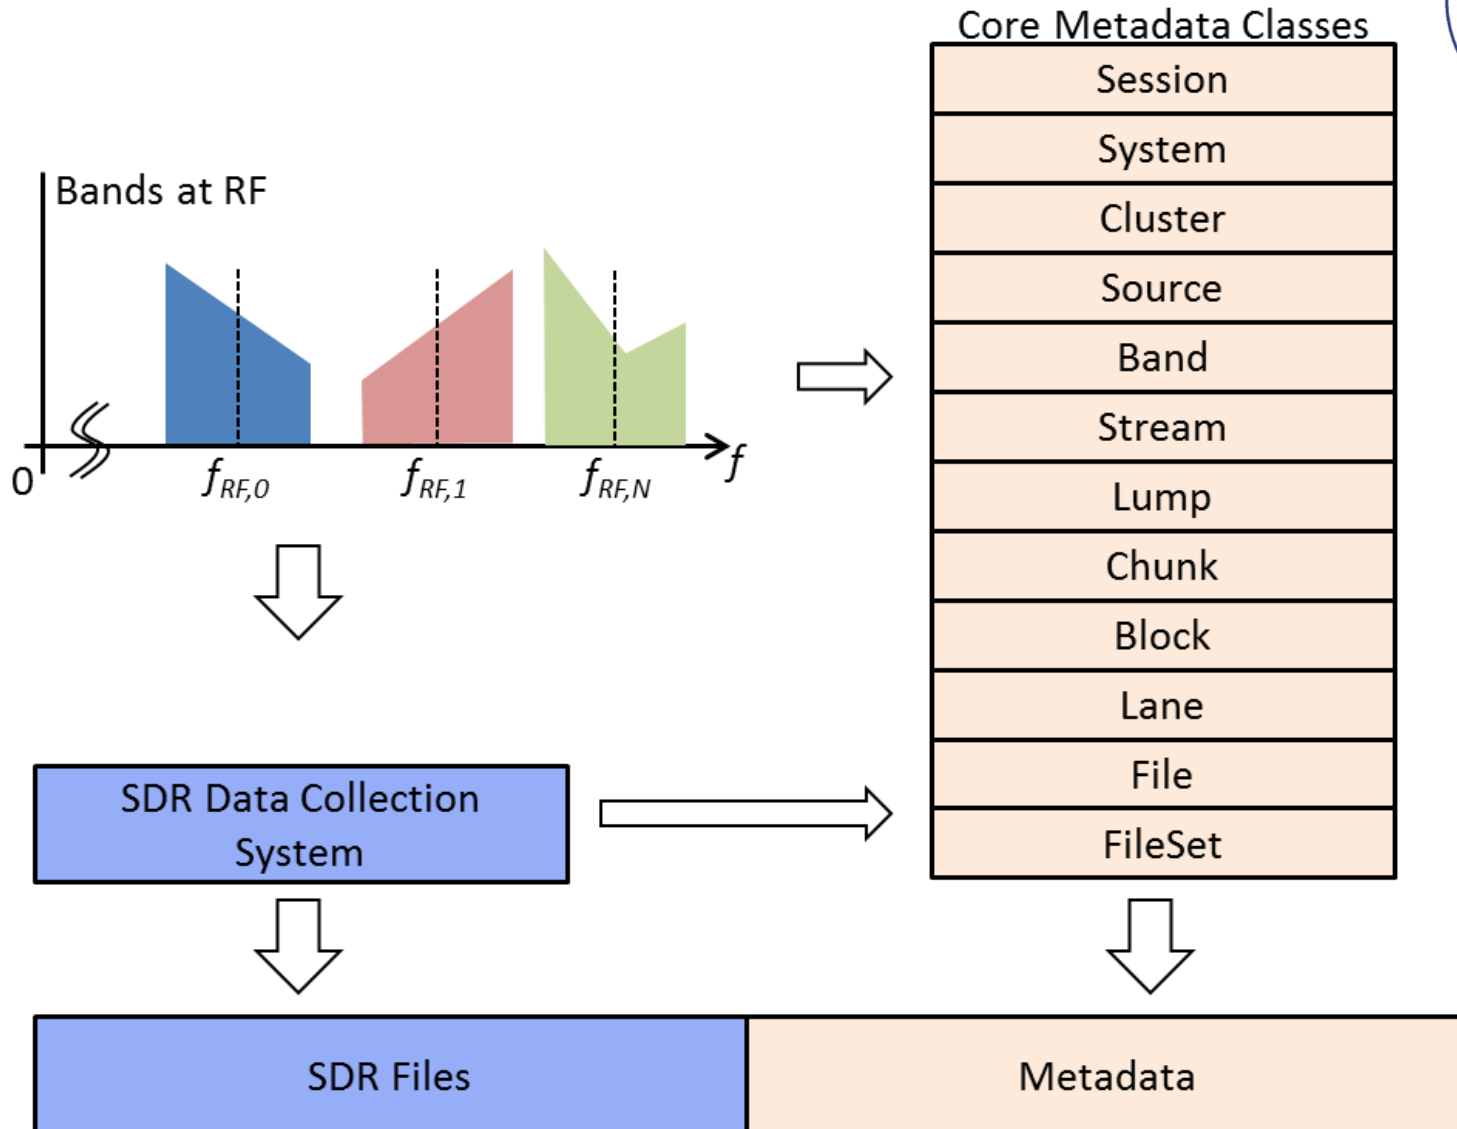 Core Metadata Classes
Session
System
Cluster
Source
Band
Stream
Lump
Chunk
Block
Lane
File
FileSet
Bands at RF
0
f
fRF,0
fRF,1
fRF,N
SDR Data Collection
System
SDR Files
Metadata